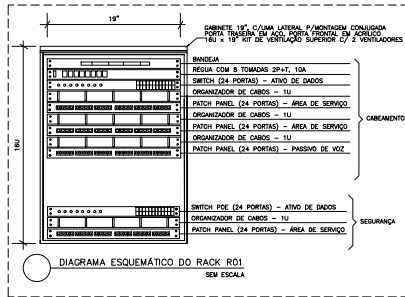 19"
GABINETE 19", C/UMA LATERAL P/MONTAGEM CONJUGADA
PORTA TRASEIRA EM AÇO, PORTA FRONTAL EM ACRÍLICO
16U x 19" KIT DE VENTILAÇÃO SUPERIOR C/ 2 VENTILADORES
BANDEJA
RÉGUA COM 8 TOMADAS 2P+T, 10A
SWITCH (24 PORTAS) - ATIVO DE DADOS
ORGANIZADOR DE CABOS - 1U
PATCH PANEL (24 PORTAS) - ÁREA DE SERVIÇO
ORGANIZADOR DE CABOS - 1U
PATCH PANEL (24 PORTAS) - ÁREA DE SERVIÇO
ORGANIZADOR DE CABOS - 1U
PATCH PANEL (24 PORTAS) - PASSIVO DE VOZ
CABEAMENTO
16U
SWITCH POE (24 PORTAS) - ATIVO DE DADOS
ORGANIZADOR DE CABOS - 1U
PATCH PANEL (24 PORTAS) - ÁREA DE SERVIÇO
SEGURANÇA
DIAGRAMA ESQUEMÁTICO DO RACK R01
SEM ESCALA